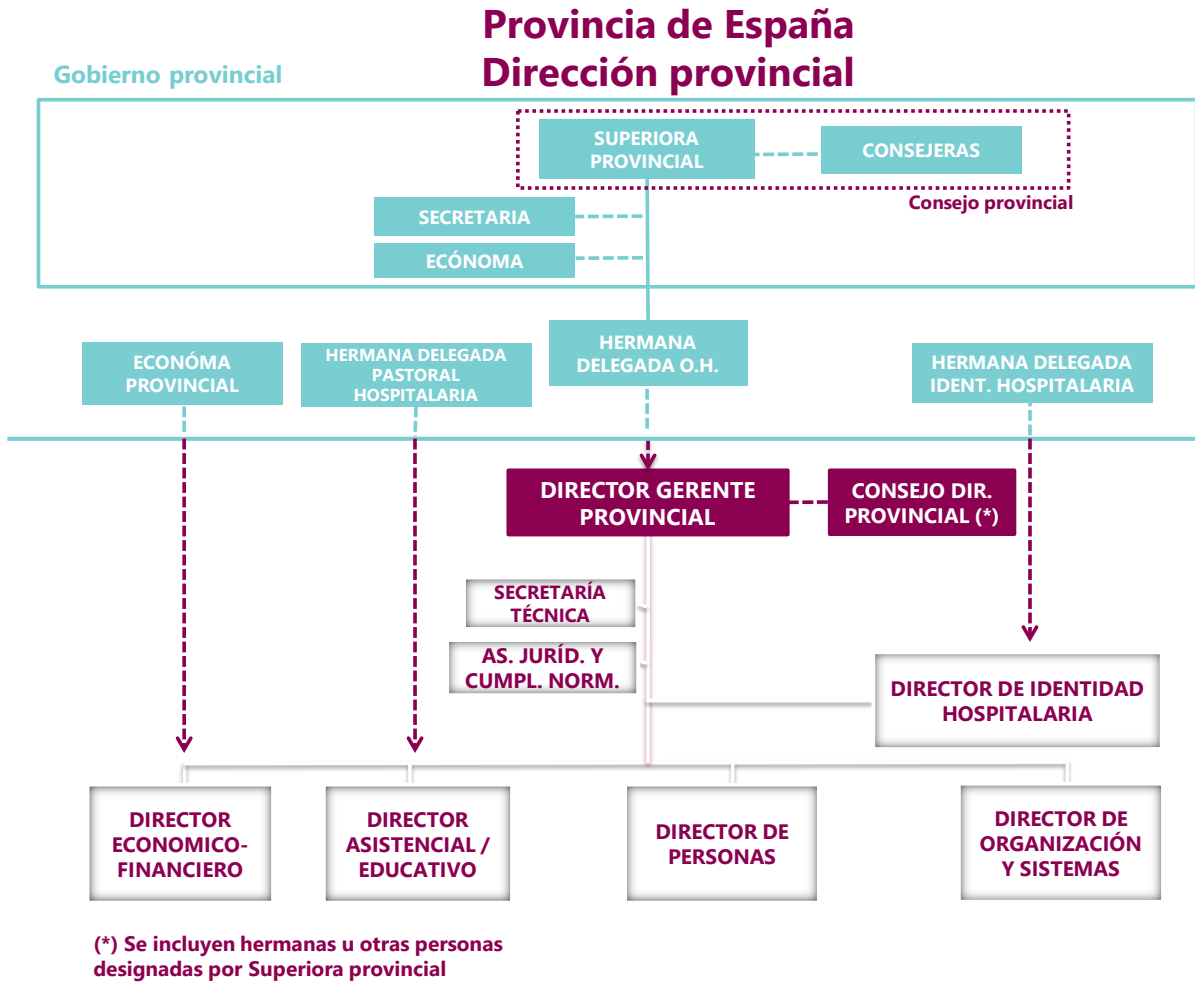 Provincia de España
Dirección provincial
Gobierno provincial
SUPERIORA
PROVINCIAL
CONSEJERAS
Consejo provincial
SECRETARIA
ECÓNOMA
ECONÓMA
PROVINCIAL
HERMANA DELEGADA
PASTORAL
HOSPITALARIA
HERMANA
DELEGADA O.H.
HERMANA DELEGADA
IDENT. HOSPITALARIA
DIRECTOR GERENTE
PROVINCIAL
CONSEJO DIR.
PROVINCIAL (*)
SECRETARÍA
TÉCNICA
AS. JURÍD. Y
CUMPL. NORM.
DIRECTOR DE IDENTIDAD
HOSPITALARIA
DIRECTOR
ECONOMICO-
FINANCIERO
DIRECTOR
ASISTENCIAL /
EDUCATIVO
DIRECTOR DE
PERSONAS
DIRECTOR DE
ORGANIZACIÓN
Y SISTEMAS
(*) Se incluyen hermanas u otras personas
designadas por Superiora provincial